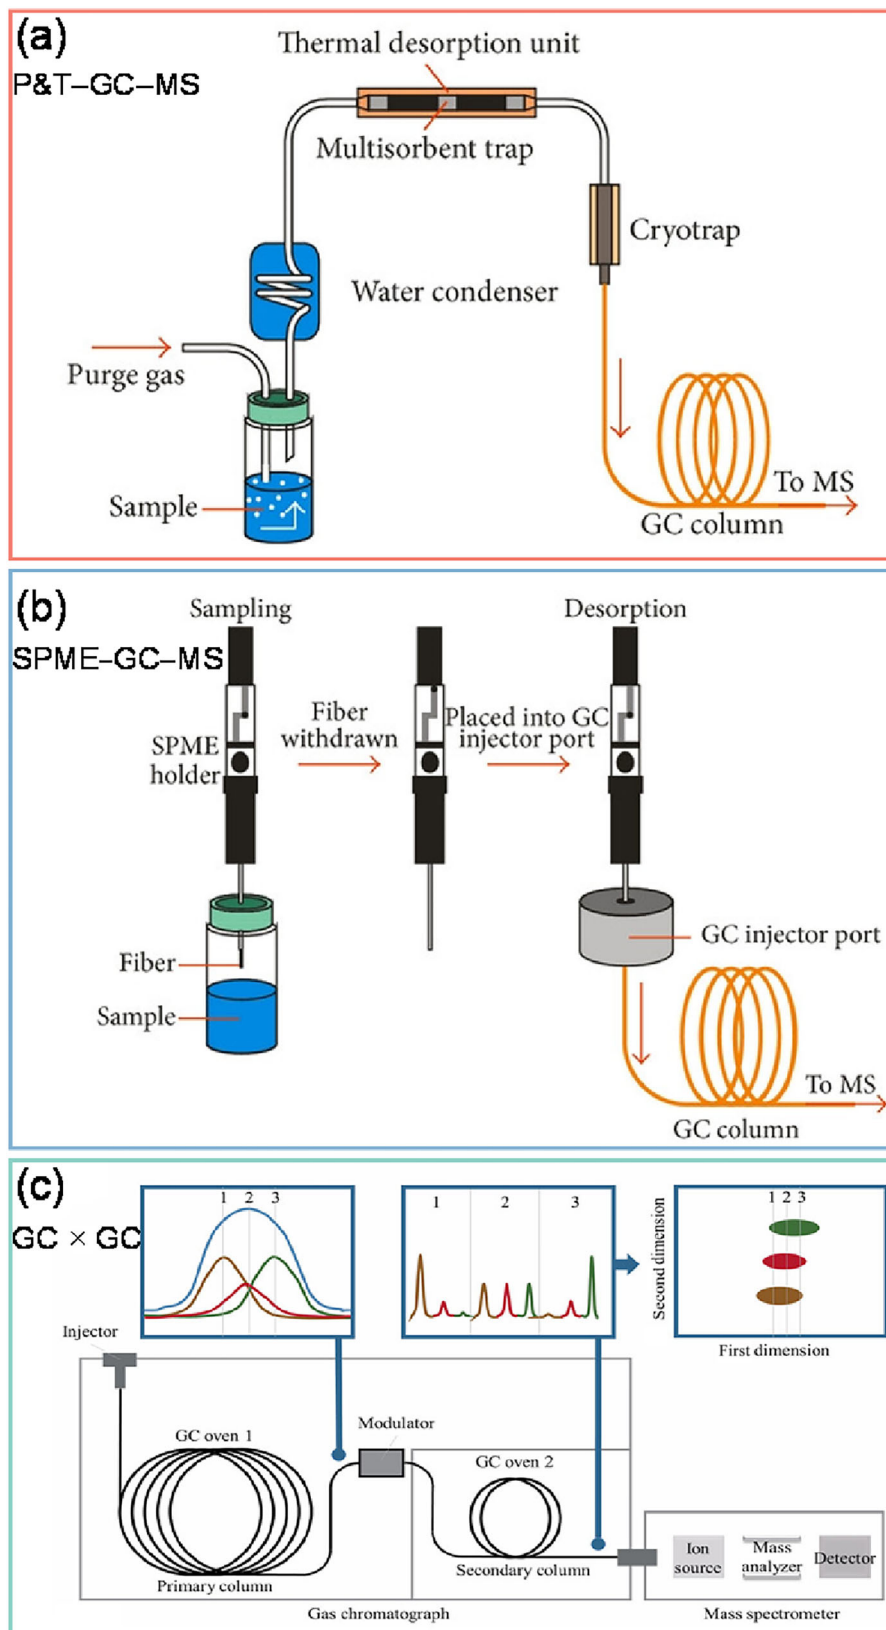 (a)
P&T–GC–MS
Thermal desorption unit
Multisorbent trap
Cryotrap
Water condenser
Purge gas
Sample
To MS
GC column
(b)
SPME–GC–MS
Sampling
Desorption
Fiber
withdrawn
Placed into GC
injector port
SPME
holder
GC injector port
Fiber
Sample
To MS
GC column
(c)
GC × GC
1 2 3
1 2 3
1 2 3
Second dimension
First dimension
Injector
GC oven 1
Modulator
GC oven 2
Primary column
Secondary column
Ion
source
Mass
analyzer
Detector
Gas chromatograph
Mass spectrometer